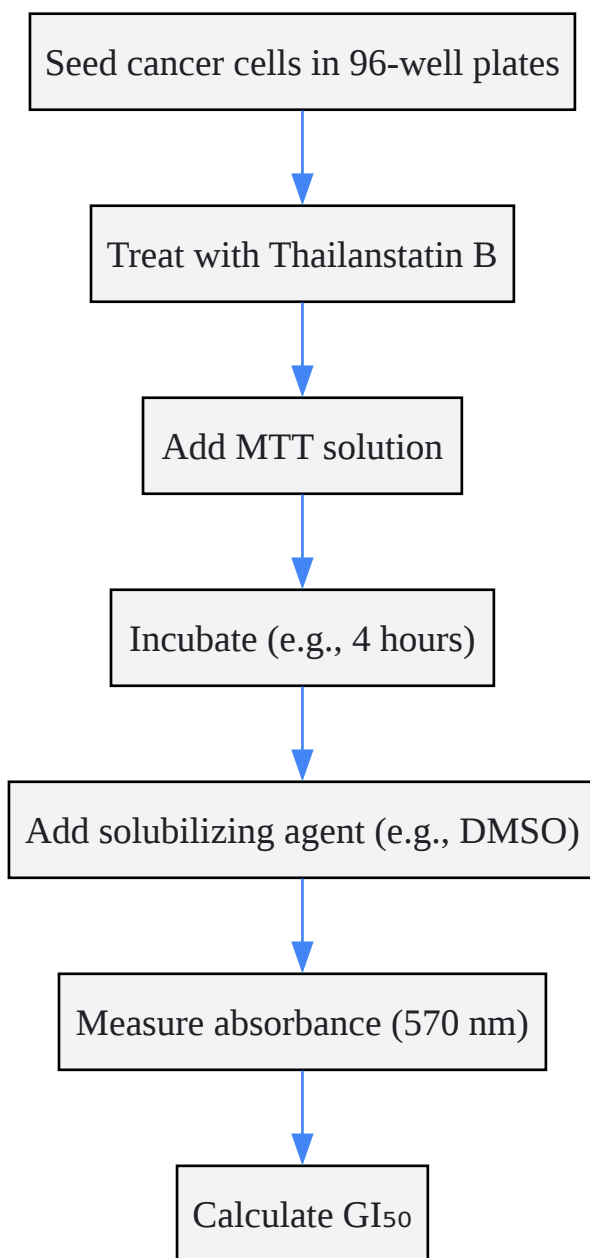 Seed cancer cells in 96-well plates
Treat with Thailanstatin B
Add MTT solution
Incubate (e.g., 4 hours)
Add solubilizing agent (e.g., DMSO)
Measure absorbance (570 nm)
Calculate GI₅₀